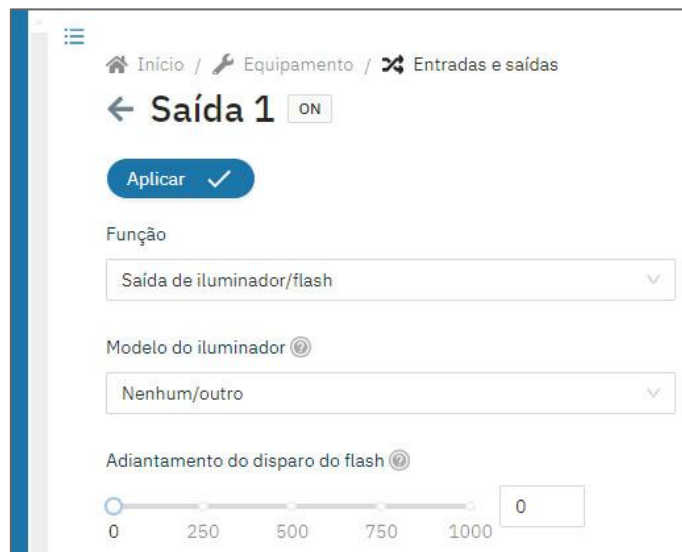 Início / Equipamento / Entradas e saídas
Saída 1 ON
Aplicar
Função
Saída de iluminador/flash
Modelo do iluminador
Nenhum/outro
Adiantamento do disparo do flash
0
0 250 500 750 1000